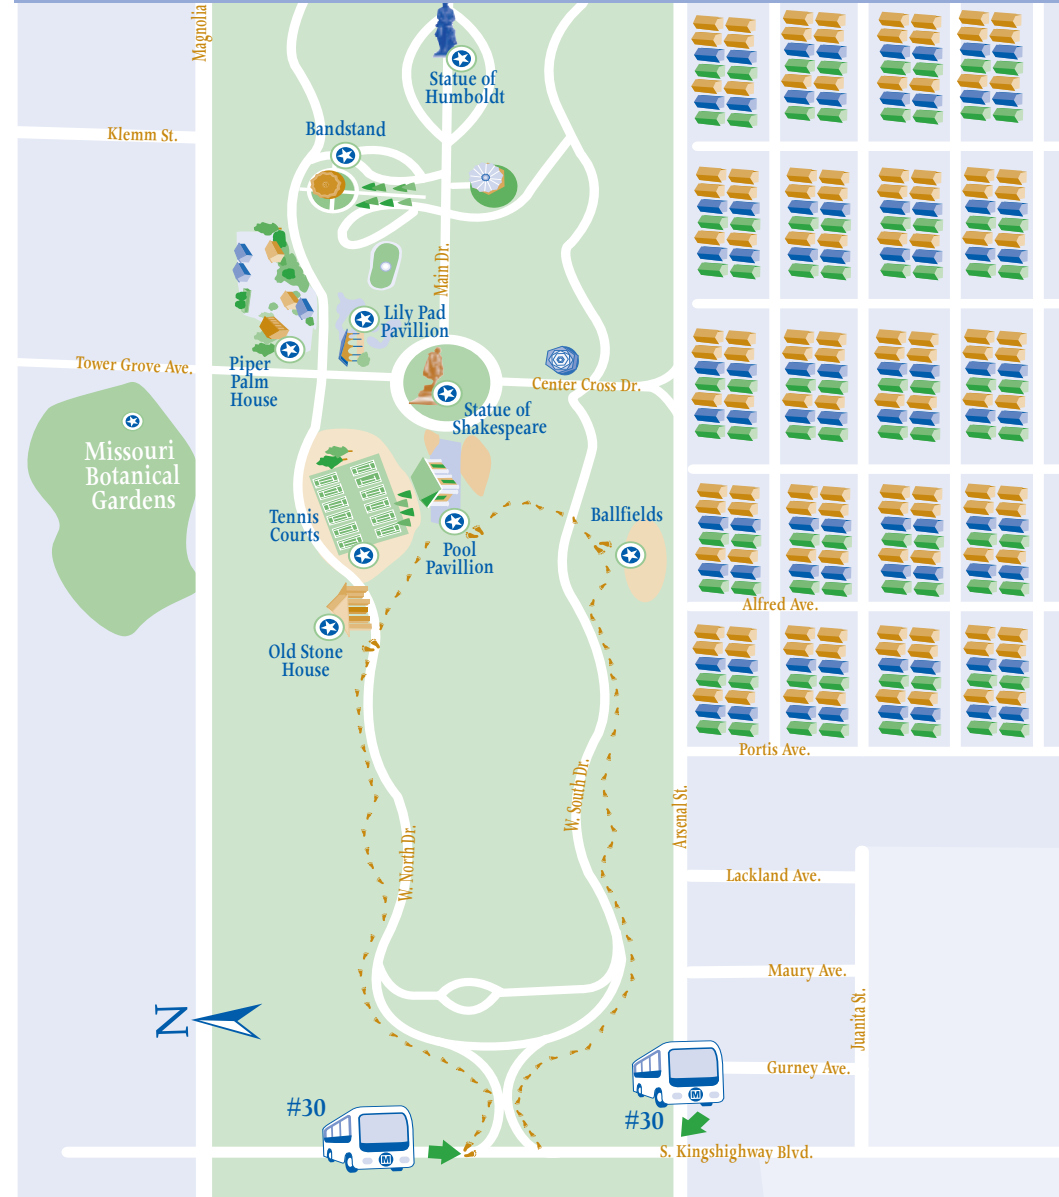 Magnolia
Statue of
Humboldt
Klemm St.
Bandstand
Main Dr.
Lily Pad
Pavillion
Piper
Palm
House
Tower Grove Ave.
Center Cross Dr.
Statue of
Shakespeare
Missouri
Botanical
Gardens
Tennis
Courts
Pool
Pavillion
Ballfields
Old Stone
House
Alfred Ave.
Portis Ave.
W. South Dr.
Arsenal St.
W. North Dr.
Lackland Ave.
Maury Ave.
Juanita St.
N
Gurney Ave.
M
#30
#30
M
S. Kingshighway Blvd.